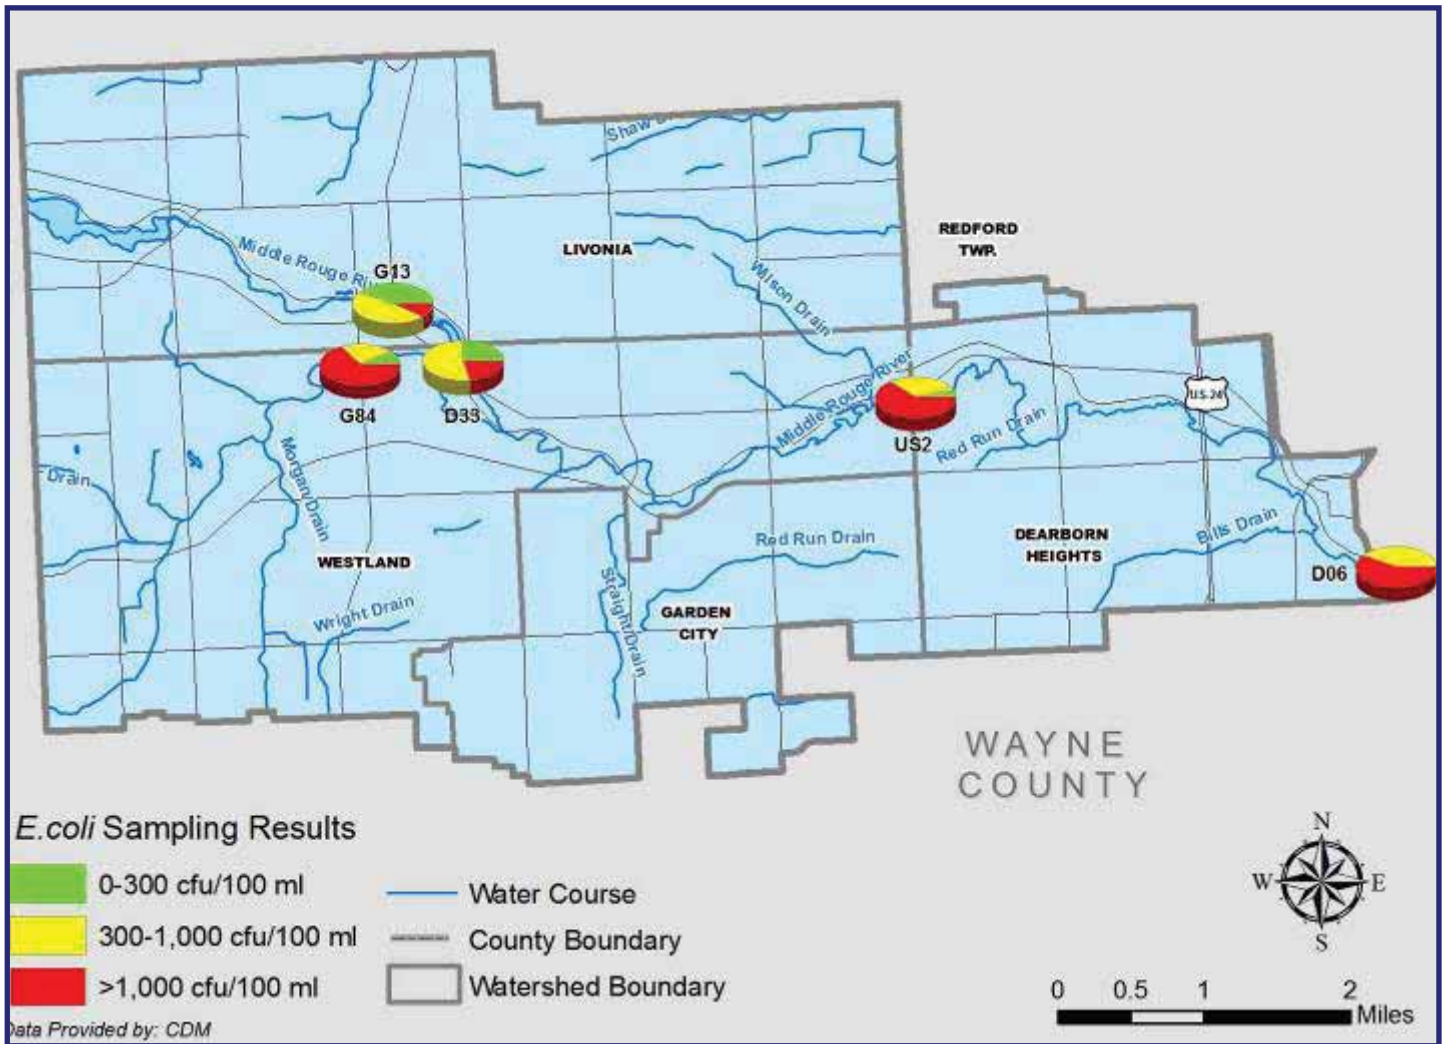 Shaw D
REDFORD
TWP.
LIVONIA
Middle Rouge Riv
G13
Wilson Drain
G84
D33
Middle Rouge River
US2
U.S. 24
Red Run Drain
Drain
Morgan/Drain
WESTLAND
Red Run Drain
DEARBORN
HEIGHTS
Bills Drain
D06
Straight/Drain
Wright Drain
GARDEN
CITY
WAYNE
COUNTY
E.coli Sampling Results
0-300 cfu/100 ml
300-1,000 cfu/100 ml
>1,000 cfu/100 ml
Water Course
County Boundary
Watershed Boundary
N
W E
S
0 0.5 1 2
Miles
Data Provided by: CDM